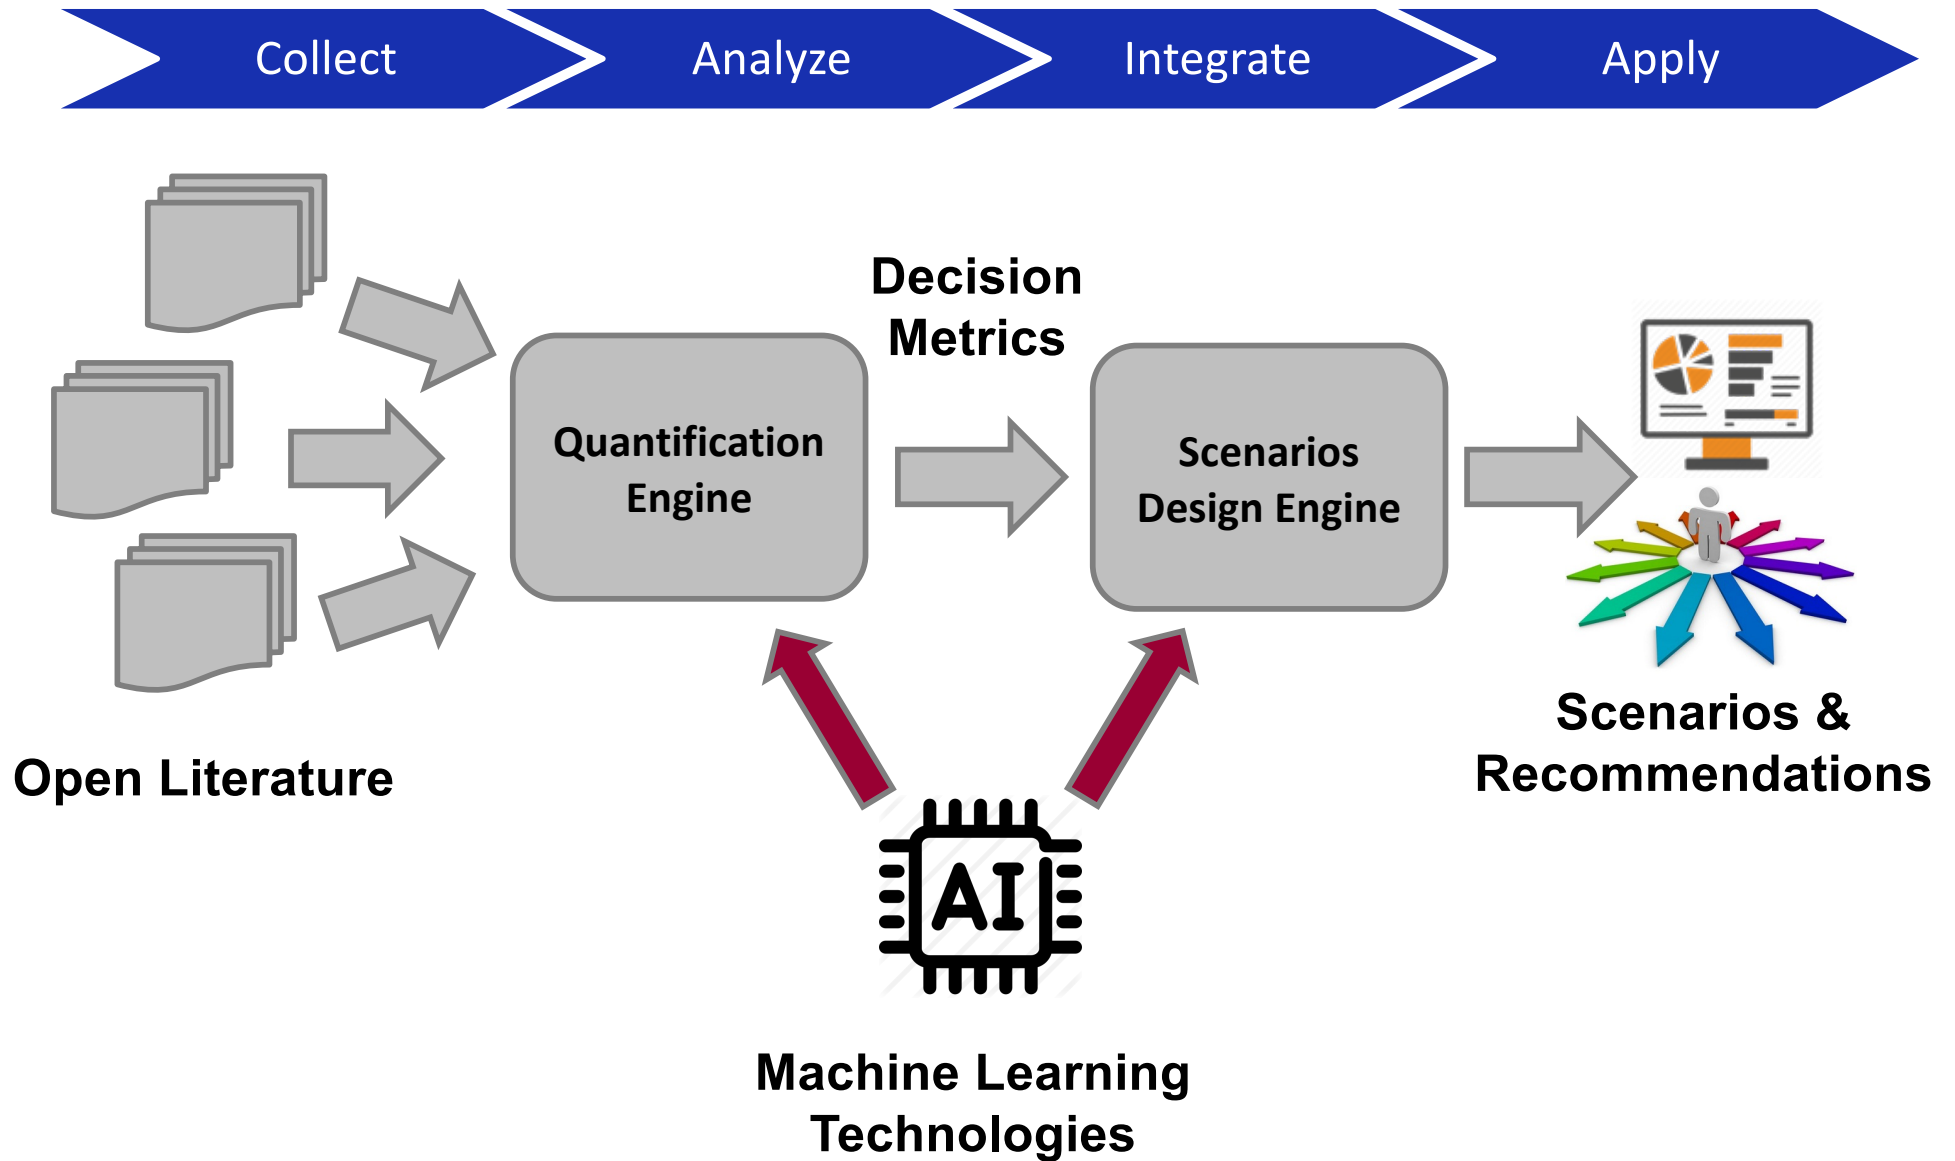 Collect
Analyze
Integrate
Apply
Decision
Metrics
Quantification
Engine
Scenarios
Design Engine
Open Literature
Scenarios &
Recommendations
AI
Machine Learning
Technologies